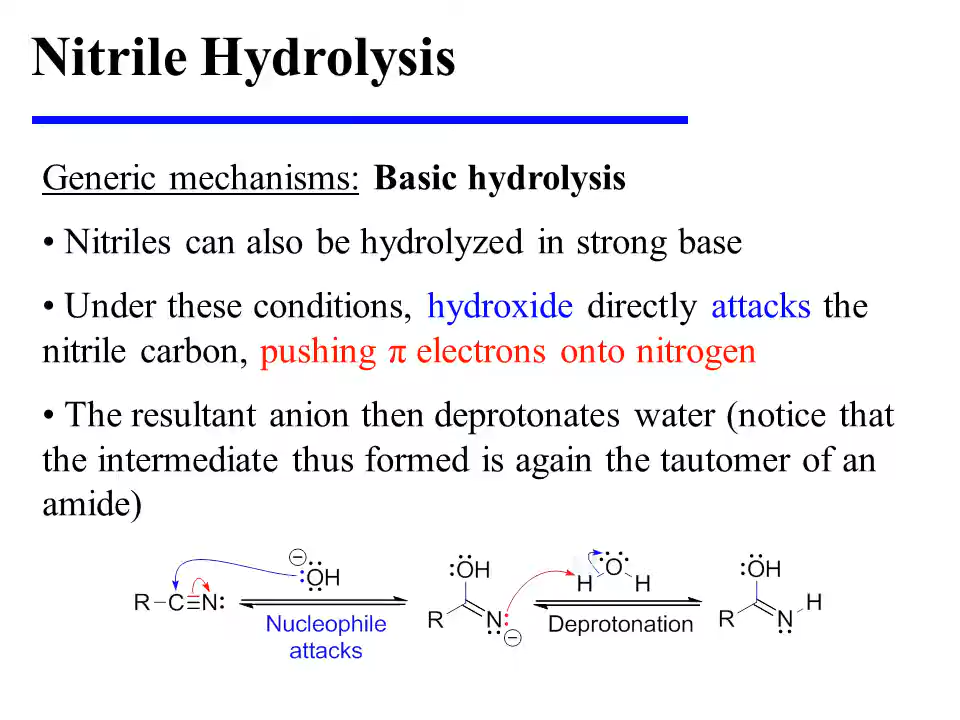 Nitrile Hydrolysis
Generic mechanisms: Basic hydrolysis
• Nitriles can also be hydrolyzed in strong base
• Under these conditions, hydroxide directly attacks the
nitrile carbon, pushing π electrons onto nitrogen
• The resultant anion then deprotonates water (notice that
the intermediate thus formed is again the tautomer of an
amide)
R–C≡N:
⊖ :OH
Nucleophile
attacks
:OH
R N: ⊖
H O H
Deprotonation
:OH
R N H